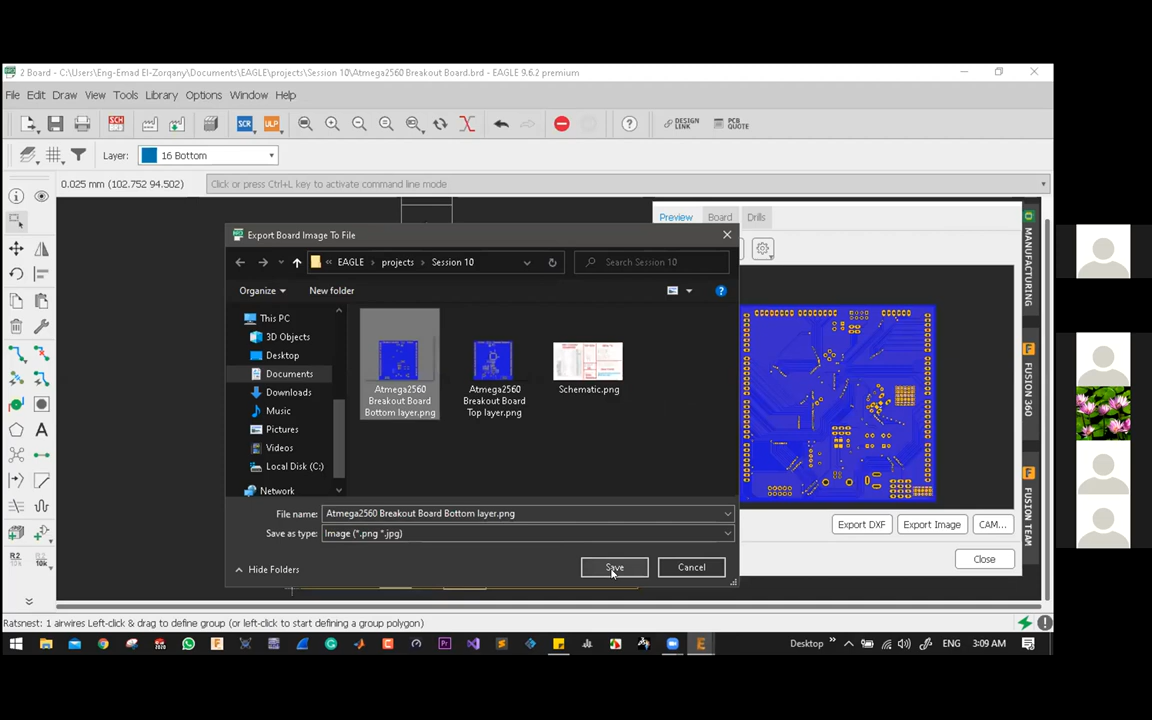 2 Board - C:\Users\Eng-Emad El-Zorqany\Documents\EAGLE\projects\Session 10\Atmega2560 Breakout Board.brd - EAGLE 9.6.2 premium
File Edit Draw View Tools Library Options Window Help
SCH
SCR
ULP
DESIGN LINK
PCB QUOTE
Layer: 16 Bottom
0.025 mm (102.752 94.502)
Click or press Ctrl+L key to activate command line mode
Preview Board Drills
Export Board Image To File
EAGLE > projects > Session 10
Search Session 10
Organize New folder
This PC
3D Objects
Desktop
Documents
Downloads
Music
Pictures
Videos
Local Disk (C:)
Network
Atmega2560
Breakout Board
Bottom layer.png
Atmega2560
Breakout Board
Top layer.png
Schematic.png
File name: Atmega2560 Breakout Board Bottom layer.png
Save as type: Image (*.png *.jpg)
Hide Folders
Save
Cancel
MANUFACTURING
FUSION 360
FUSION TEAM
Export DXF
Export Image
CAM...
Close
R2
10k
Ratsnest: 1 airwires Left-click & drag to define group (or left-click to start defining a group polygon)
Desktop
ENG
3:09 AM